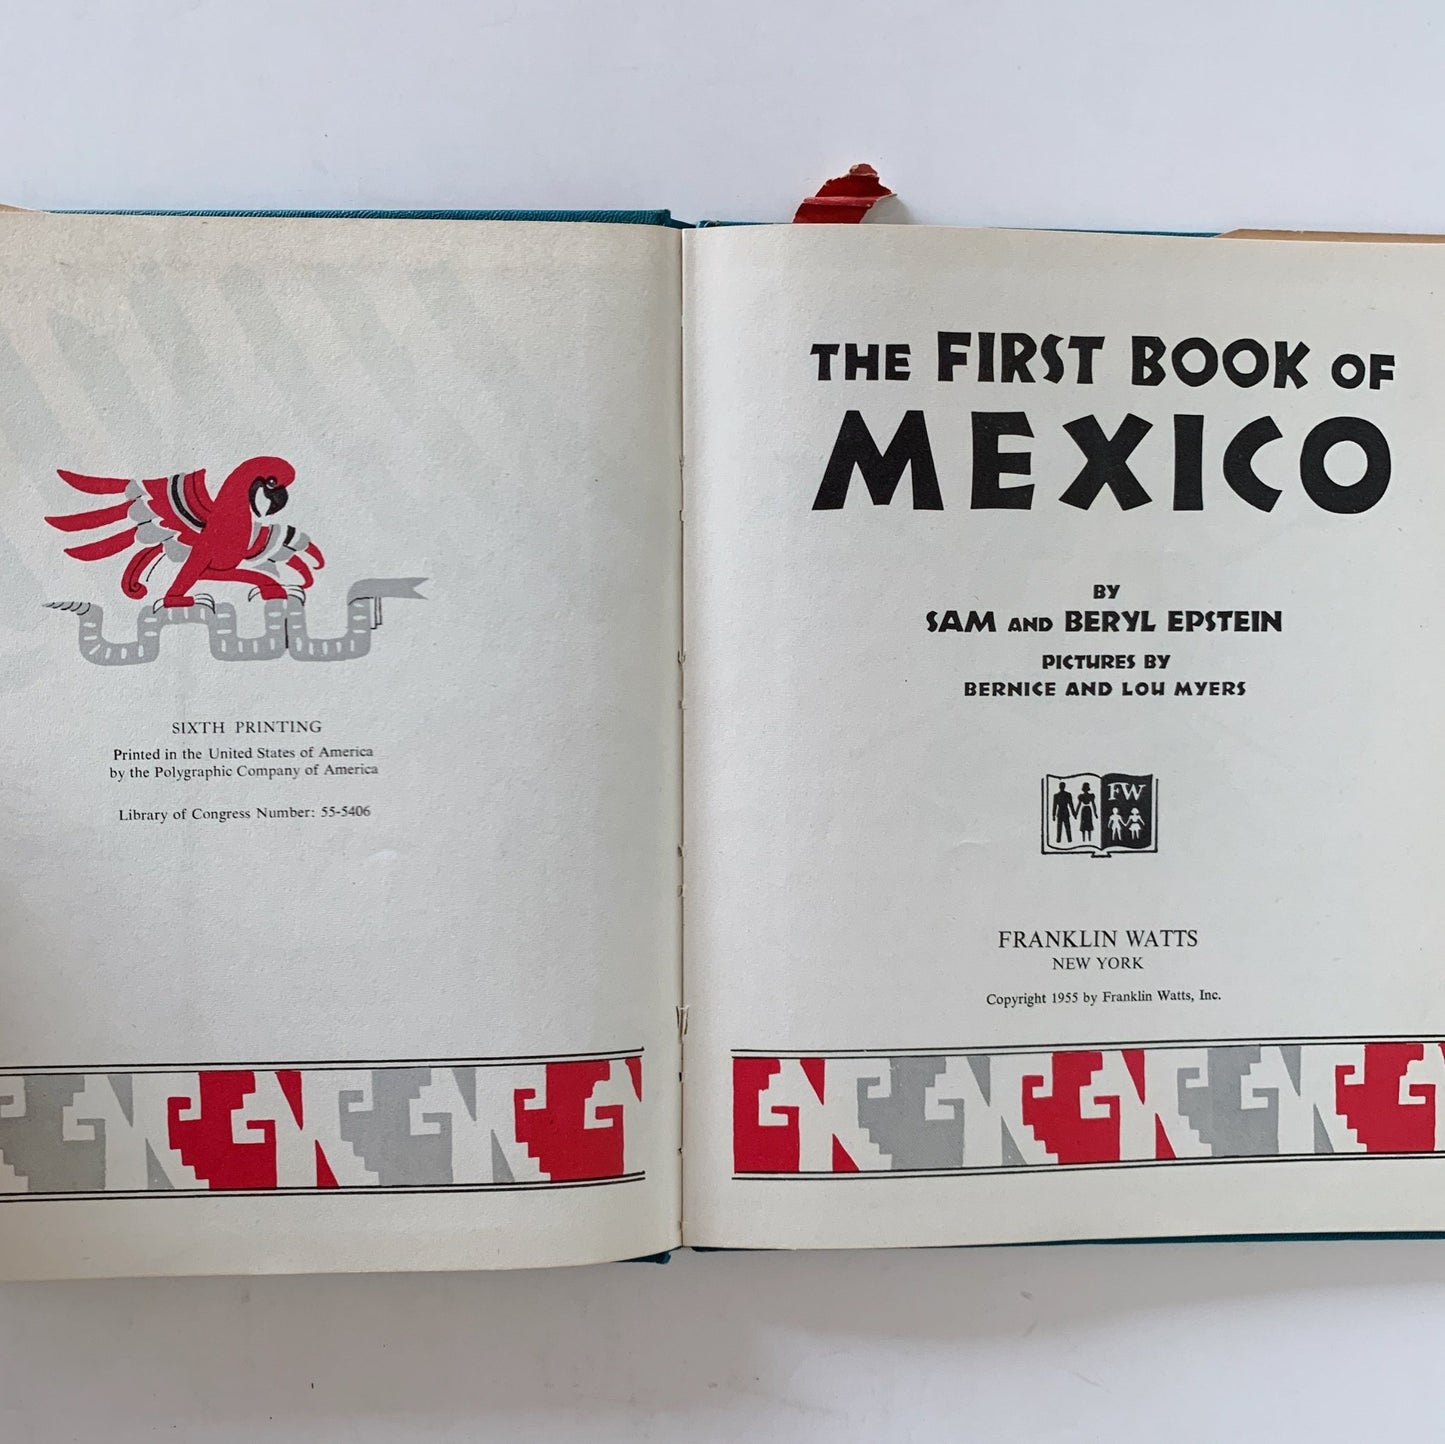 SIXTH PRINTING
Printed in the United States of America
by the Polygraphic Company of America
Library of Congress Number: 55-5406
THE FIRST BOOK OF
MEXICO
BY
SAM AND BERYL EPSTEIN
PICTURES BY
BERNICE AND LOU MYERS
FW
FRANKLIN WATTS
NEW YORK
Copyright 1955 by Franklin Watts, Inc.